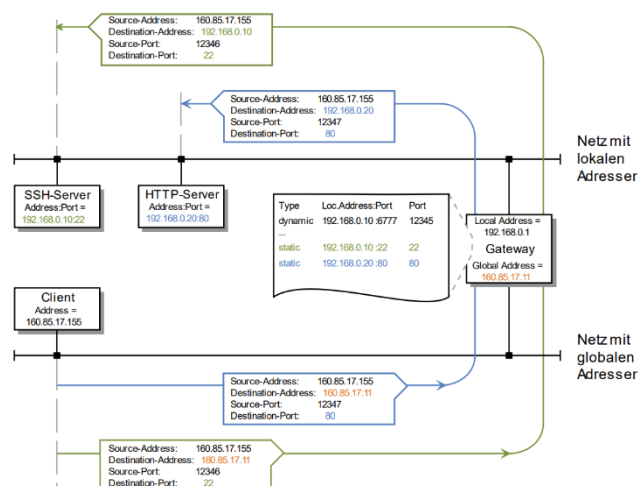 Source-Address: 160.85.17.155
Destination-Address: 192.168.0.10
Source-Port: 12346
Destination-Port: 22
Source-Address: 160.85.17.155
Destination-Address: 192.168.0.20
Source-Port: 12347
Destination-Port: 80
Netz mit
lokalen
Adresser
SSH-Server
Address:Port =
192.168.0.10:22
HTTP-Server
Address:Port =
192.168.0.20:80
Type Loc.Address:Port Port
dynamic 192.168.0.10 :6777 12345
...
static 192.168.0.10 :22 22
static 192.168.0.20 :80 80
Local Address =
192.168.0.1
Gateway
Global Address =
160.85.17.11
Client
Address =
160.85.17.155
Netz mit
globalen
Adresser
Source-Address: 160.85.17.155
Destination-Address: 160.85.17.11
Source-Port: 12347
Destination-Port: 80
Source-Address: 160.85.17.155
Destination-Address: 160.85.17.11
Source-Port: 12346
Destination-Port: 22